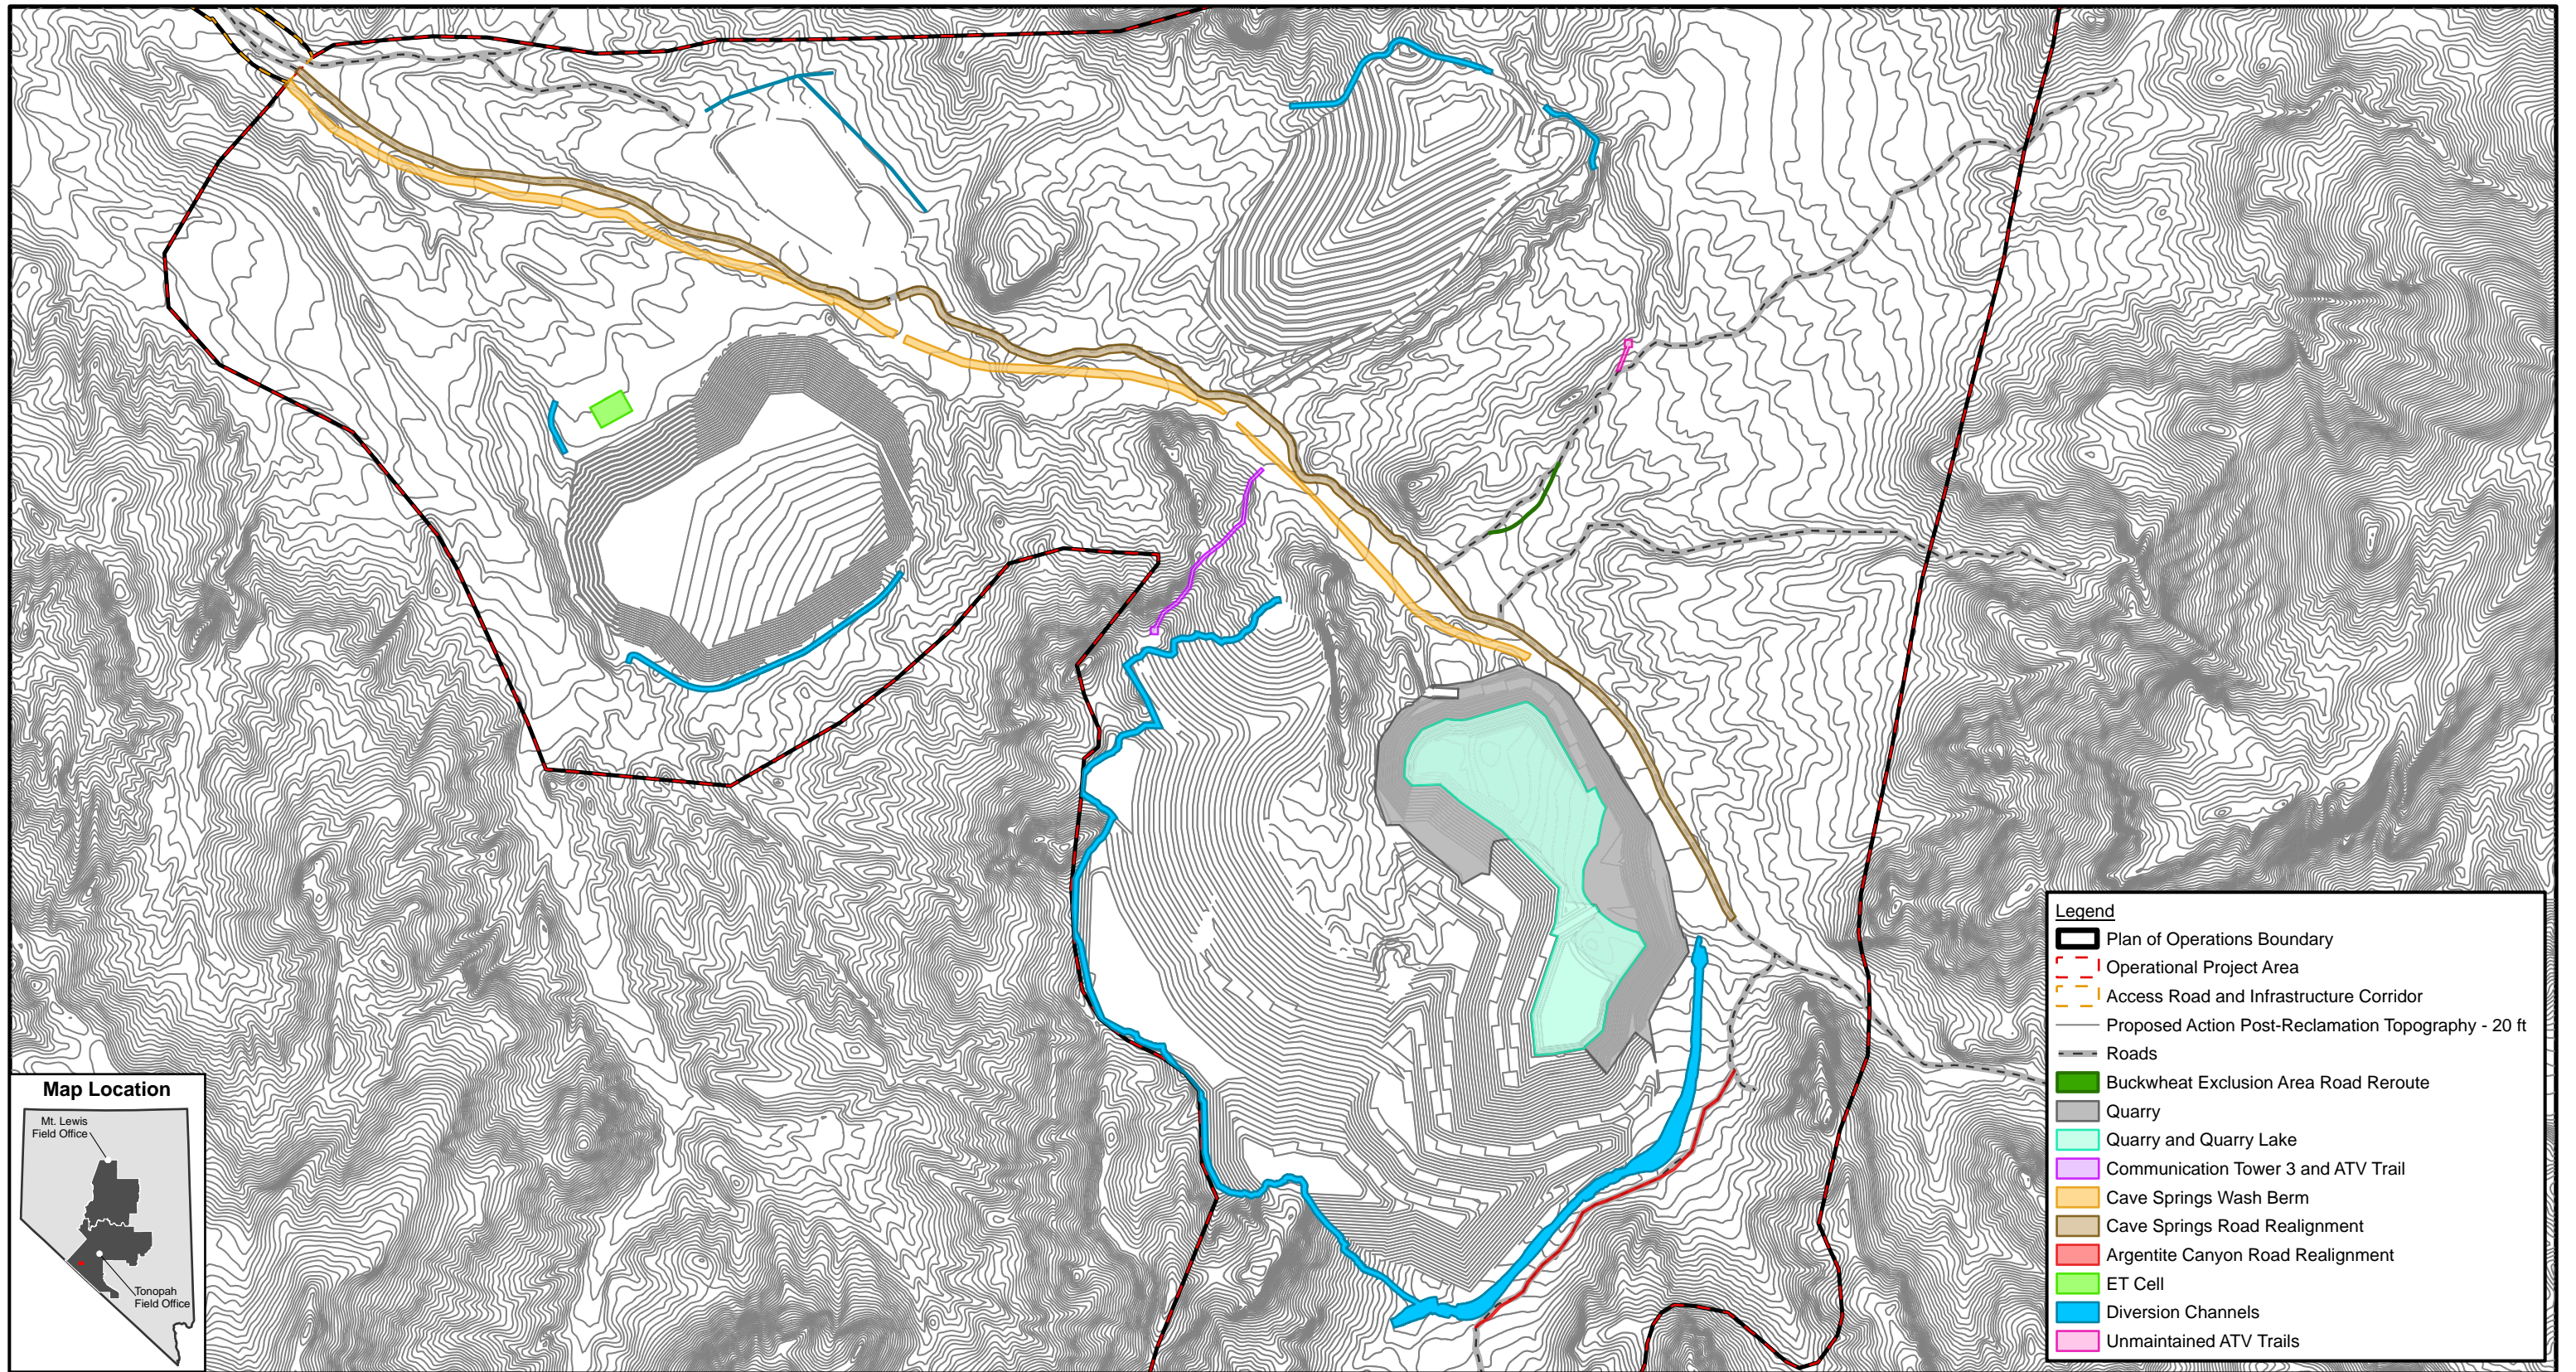 Legend
Plan of Operations Boundary
Operational Project Area
Access Road and Infrastructure Corridor
Proposed Action Post-Reclamation Topography - 20 ft
Roads
Buckwheat Exclusion Area Road Reroute
Quarry
Quarry and Quarry Lake
Communication Tower 3 and ATV Trail
Cave Springs Wash Berm
Cave Springs Road Realignment
Argentite Canyon Road Realignment
ET Cell
Diversion Channels
Unmaintained ATV Trails
Map Location
Mt. Lewis
Field Office
Tonopah
Field Office